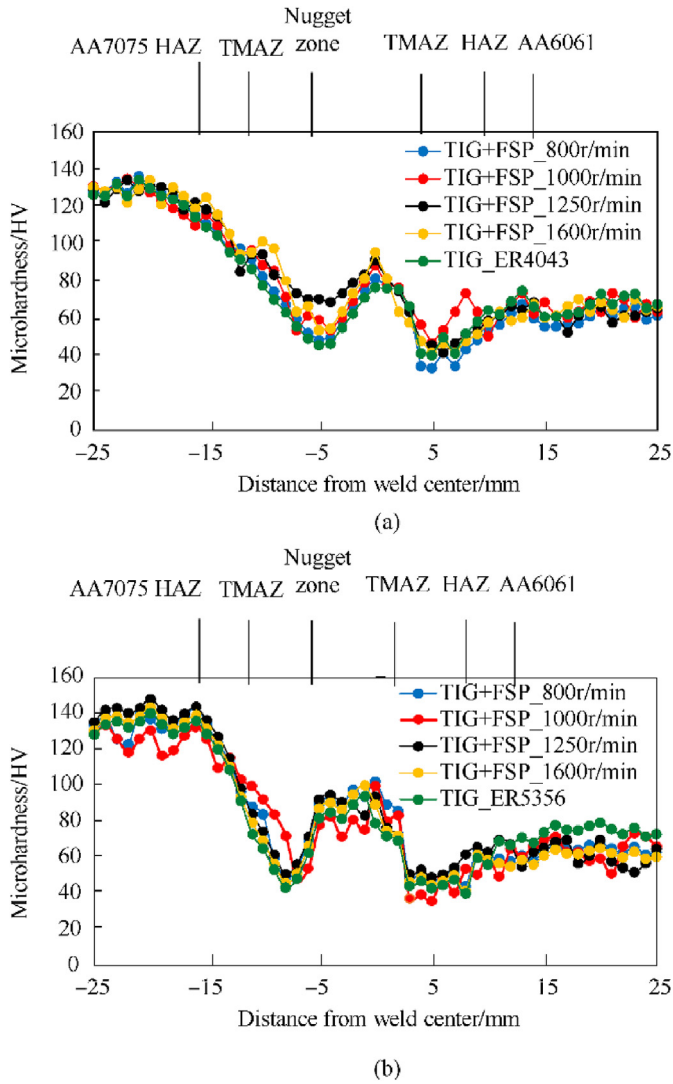 Nugget
zone
AA7075 HAZ TMAZ TMAZ HAZ AA6061
160
140
120
100
80
60
40
20
0
Microhardness/HV
TIG+FSP_800r/min
TIG+FSP_1000r/min
TIG+FSP_1250r/min
TIG+FSP_1600r/min
TIG_ER4043
−25 −15 −5 5 15 25
Distance from weld center/mm
(a)
Nugget
zone
AA7075 HAZ TMAZ TMAZ HAZ AA6061
160
140
120
100
80
60
40
20
0
Microhardness/HV
TIG+FSP_800r/min
TIG+FSP_1000r/min
TIG+FSP_1250r/min
TIG+FSP_1600r/min
TIG_ER5356
−25 −15 −5 5 15 25
Distance from weld center/mm
(b)